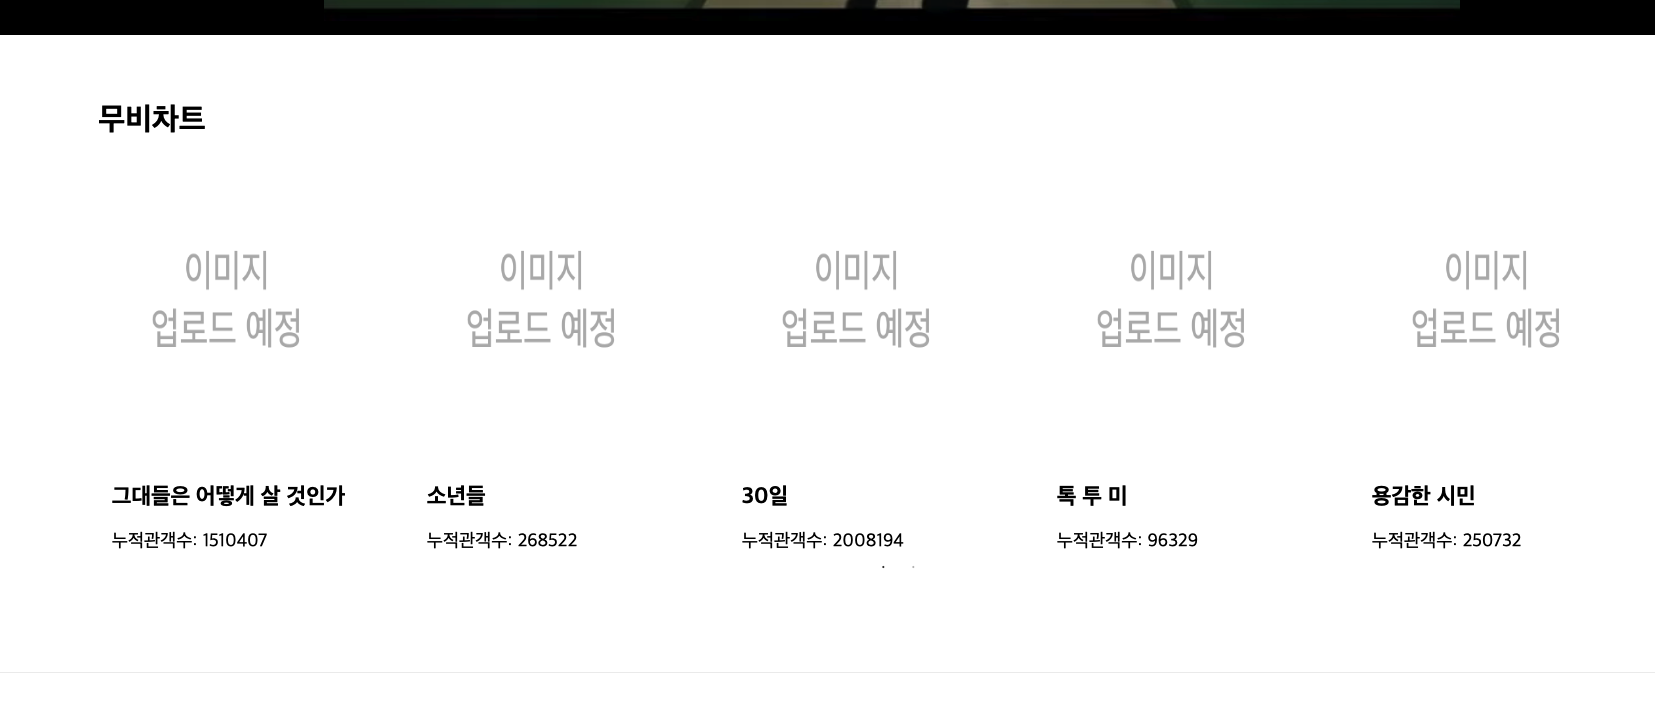 무비차트
이미지
업로드 예정
이미지
업로드 예정
이미지
업로드 예정
이미지
업로드 예정
이미지
업로드 예정
그대들은 어떻게 살 것인가
누적관객수: 1510407
소년들
누적관객수: 268522
30일
누적관객수: 2008194
톡 투 미
누적관객수: 96329
용감한 시민
누적관객수: 250732